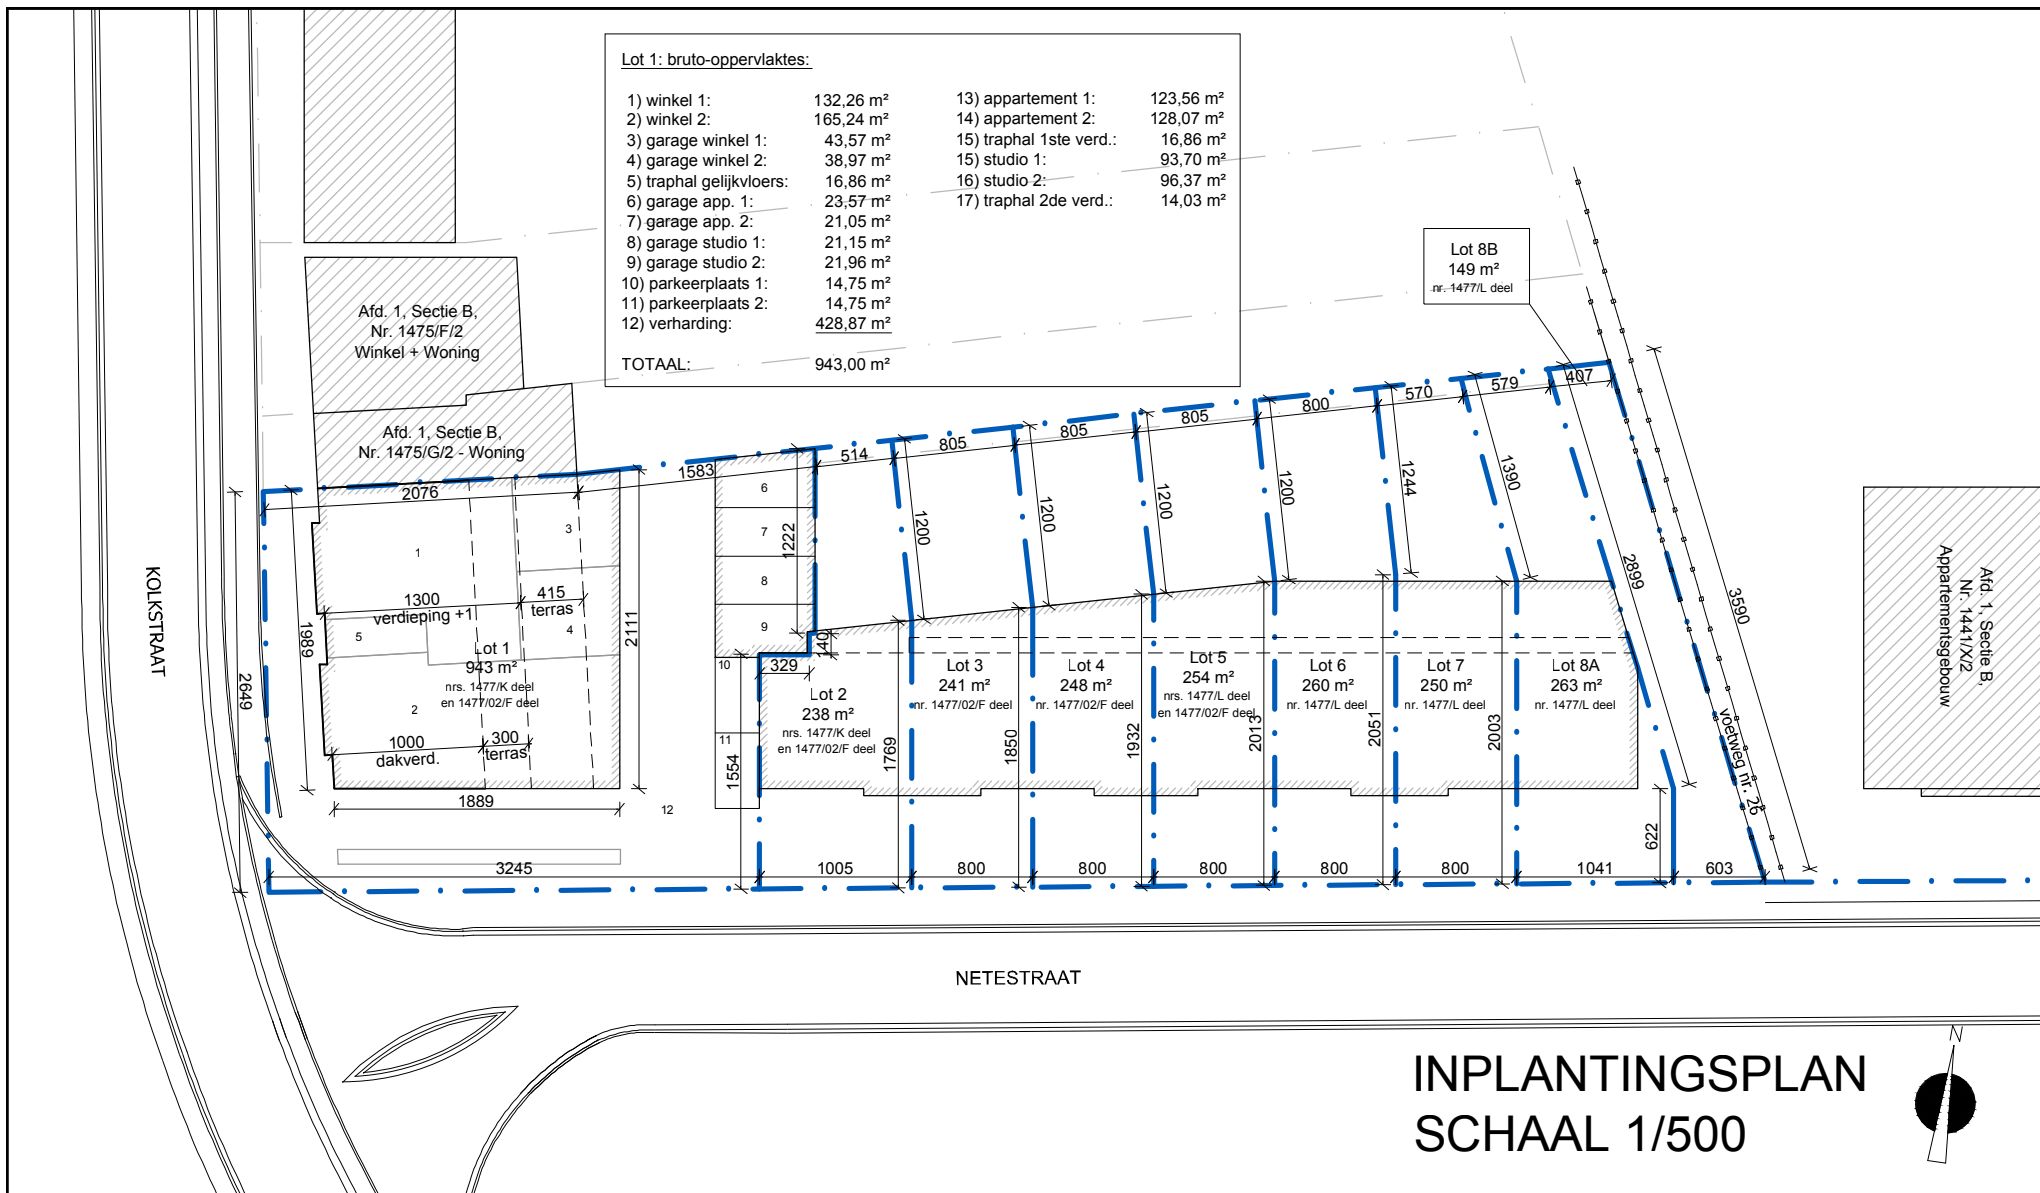 Lot 1: bruto-oppervlaktes:
1) winkel 1: 132,26 m²
2) winkel 2: 165,24 m²
3) garage winkel 1: 43,57 m²
4) garage winkel 2: 38,97 m²
5) traphal gelijkvloers: 16,86 m²
6) garage app. 1: 23,57 m²
7) garage app. 2: 21,05 m²
8) garage studio 1: 21,15 m²
9) garage studio 2: 21,96 m²
10) parkeerplaats 1: 14,75 m²
11) parkeerplaats 2: 14,75 m²
12) verharding: 428,87 m²
TOTAAL: 943,00 m²
13) appartement 1: 123,56 m²
14) appartement 2: 128,07 m²
15) traphal 1ste verd.: 16,86 m²
15) studio 1: 93,70 m²
16) studio 2: 96,37 m²
17) traphal 2de verd.: 14,03 m²
Lot 8B
149 m²
nr. 1477/L deel
Afd. 1, Sectie B,
Nr. 1475/F/2
Winkel + Woning
Afd. 1, Sectie B,
Nr. 1475/G/2 - Woning
2076
1583
514
805
805
805
800
570
579
407
1
2
3
4
5
6
7
8
9
10
11
12
1222
1200
1200
1200
1200
1244
1390
2899
3590
KOLKSTRAAT
2649
1989
2111
1300
verdieping +1
415
terras
Lot 1
943 m²
nrs. 1477/K deel
en 1477/02/F deel
1000
dakverd.
300
terras
1889
329
140
1554
Lot 2
238 m²
nrs. 1477/K deel
en 1477/02/F deel
1769
Lot 3
241 m²
nr. 1477/02/F deel
1850
Lot 4
248 m²
nr. 1477/02/F deel
1932
Lot 5
254 m²
nrs. 1477/L deel
en 1477/02/F deel
2013
Lot 6
260 m²
nr. 1477/L deel
2051
Lot 7
250 m²
nr. 1477/L deel
2003
Lot 8A
263 m²
nr. 1477/L deel
622
voetweg nr. 26
Afd. 1, Sectie B,
Nr. 1441/X/2
Appartementsgebouw
3245
1005
800
800
800
800
800
1041
603
NETESTRAAT
INPLANTINGSPLAN
SCHAAL 1/500
N